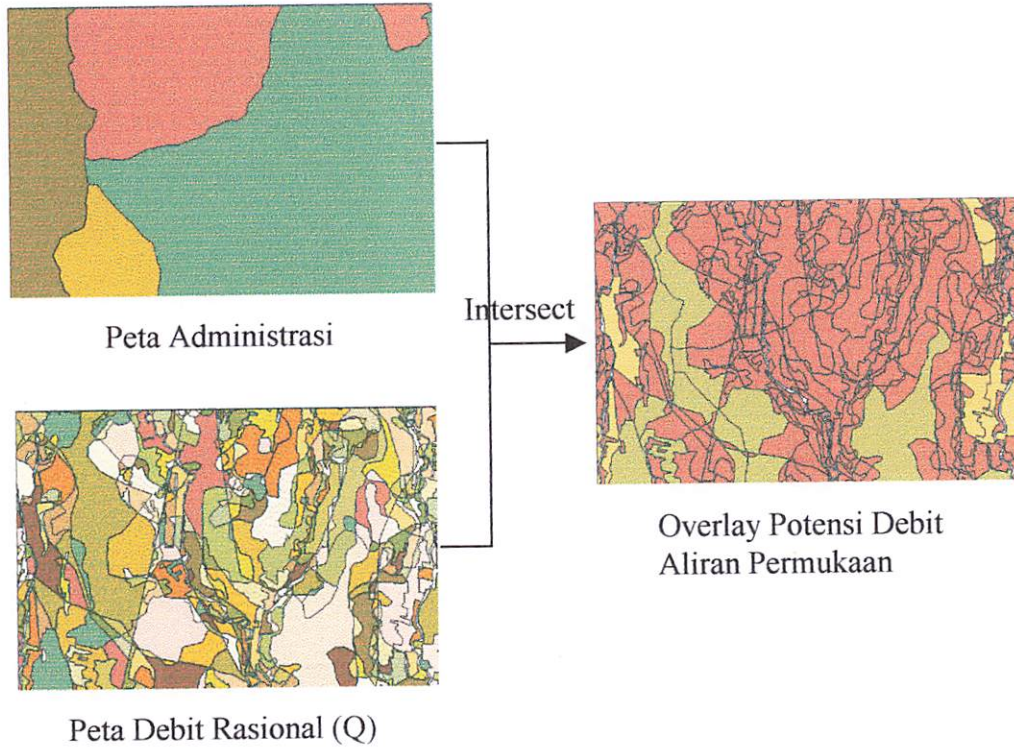 Peta Administrasi
Intersect
Peta Debit Rasional (Q)
Overlay Potensi Debit
Aliran Permukaan